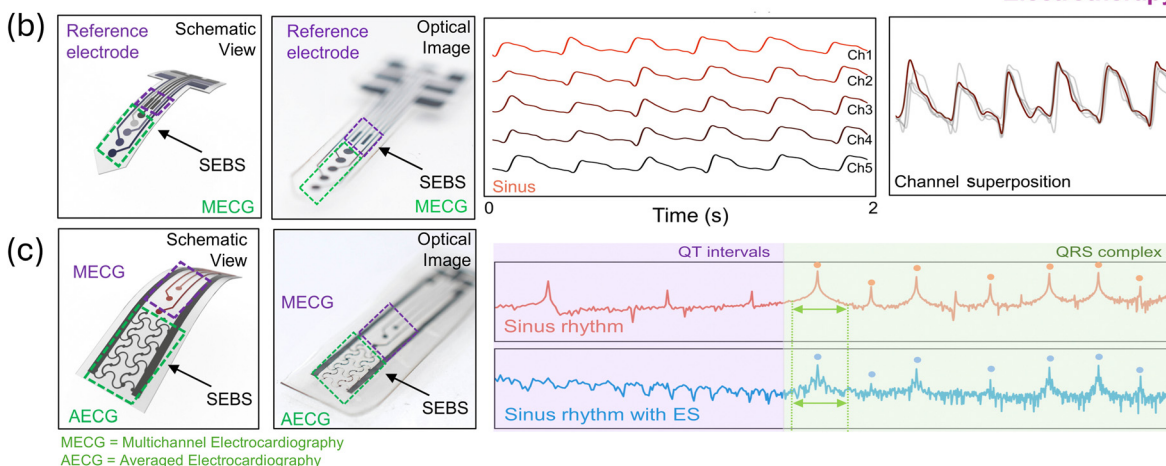 (b)
Reference
electrode
Schematic
View
SEBS
MECG
Reference
electrode
Optical
Image
SEBS
MECG
Ch1
Ch2
Ch3
Ch4
Ch5
Sinus
0
Time (s)
2
Channel superposition
(c)
Schematic
View
MECG
SEBS
AECG
Optical
Image
MECG
SEBS
AECG
QT intervals
QRS complex
Sinus rhythm
Sinus rhythm with ES
MECG = Multichannel Electrocardiography
AECG = Averaged Electrocardiography